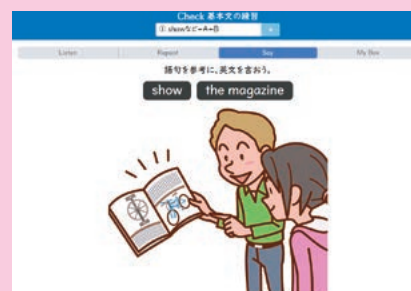 Check 基本文の練習
① showなど+A+B
Listen
Repeat
Say
My Box
語句を参考に、英文を言おう。
show
the magazine